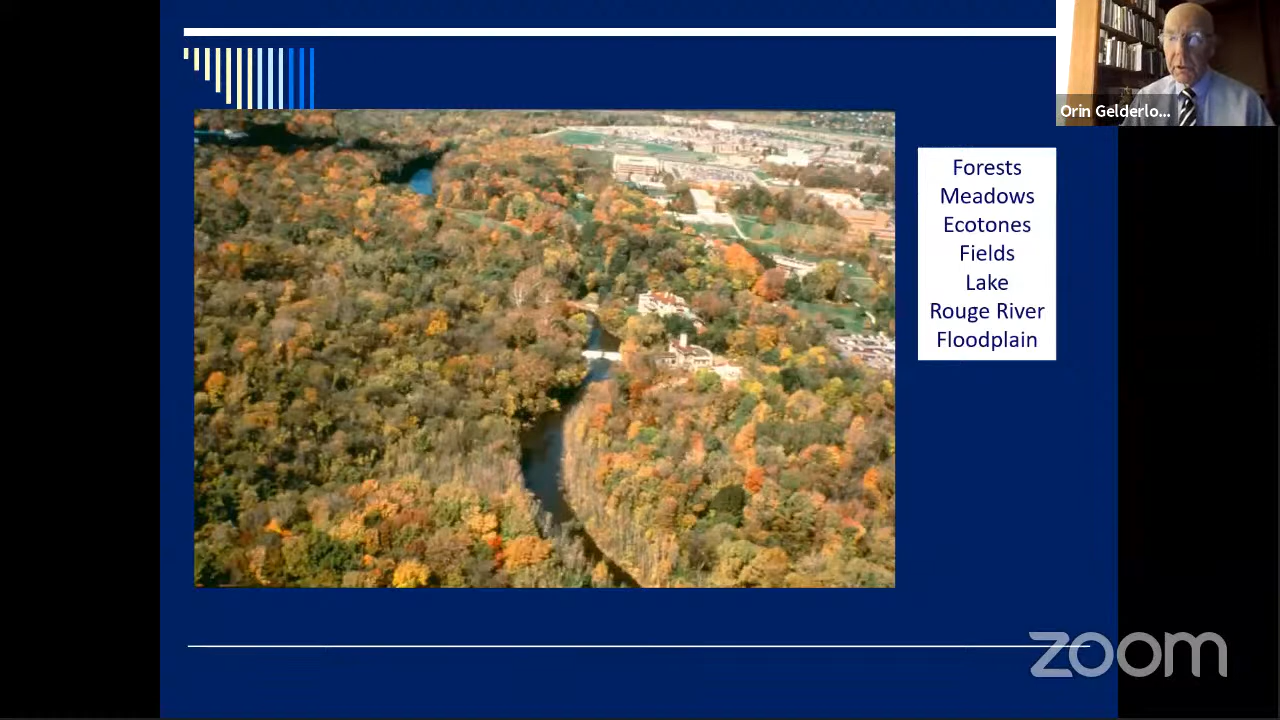 Orin Gelderlo...
Forests
Meadows
Ecotones
Fields
Lake
Rouge River
Floodplain
zoom